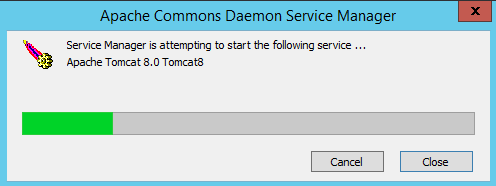 Apache Commons Daemon Service Manager
x
Service Manager is attempting to start the following service ...
Apache Tomcat 8.0 Tomcat8
Cancel
Close